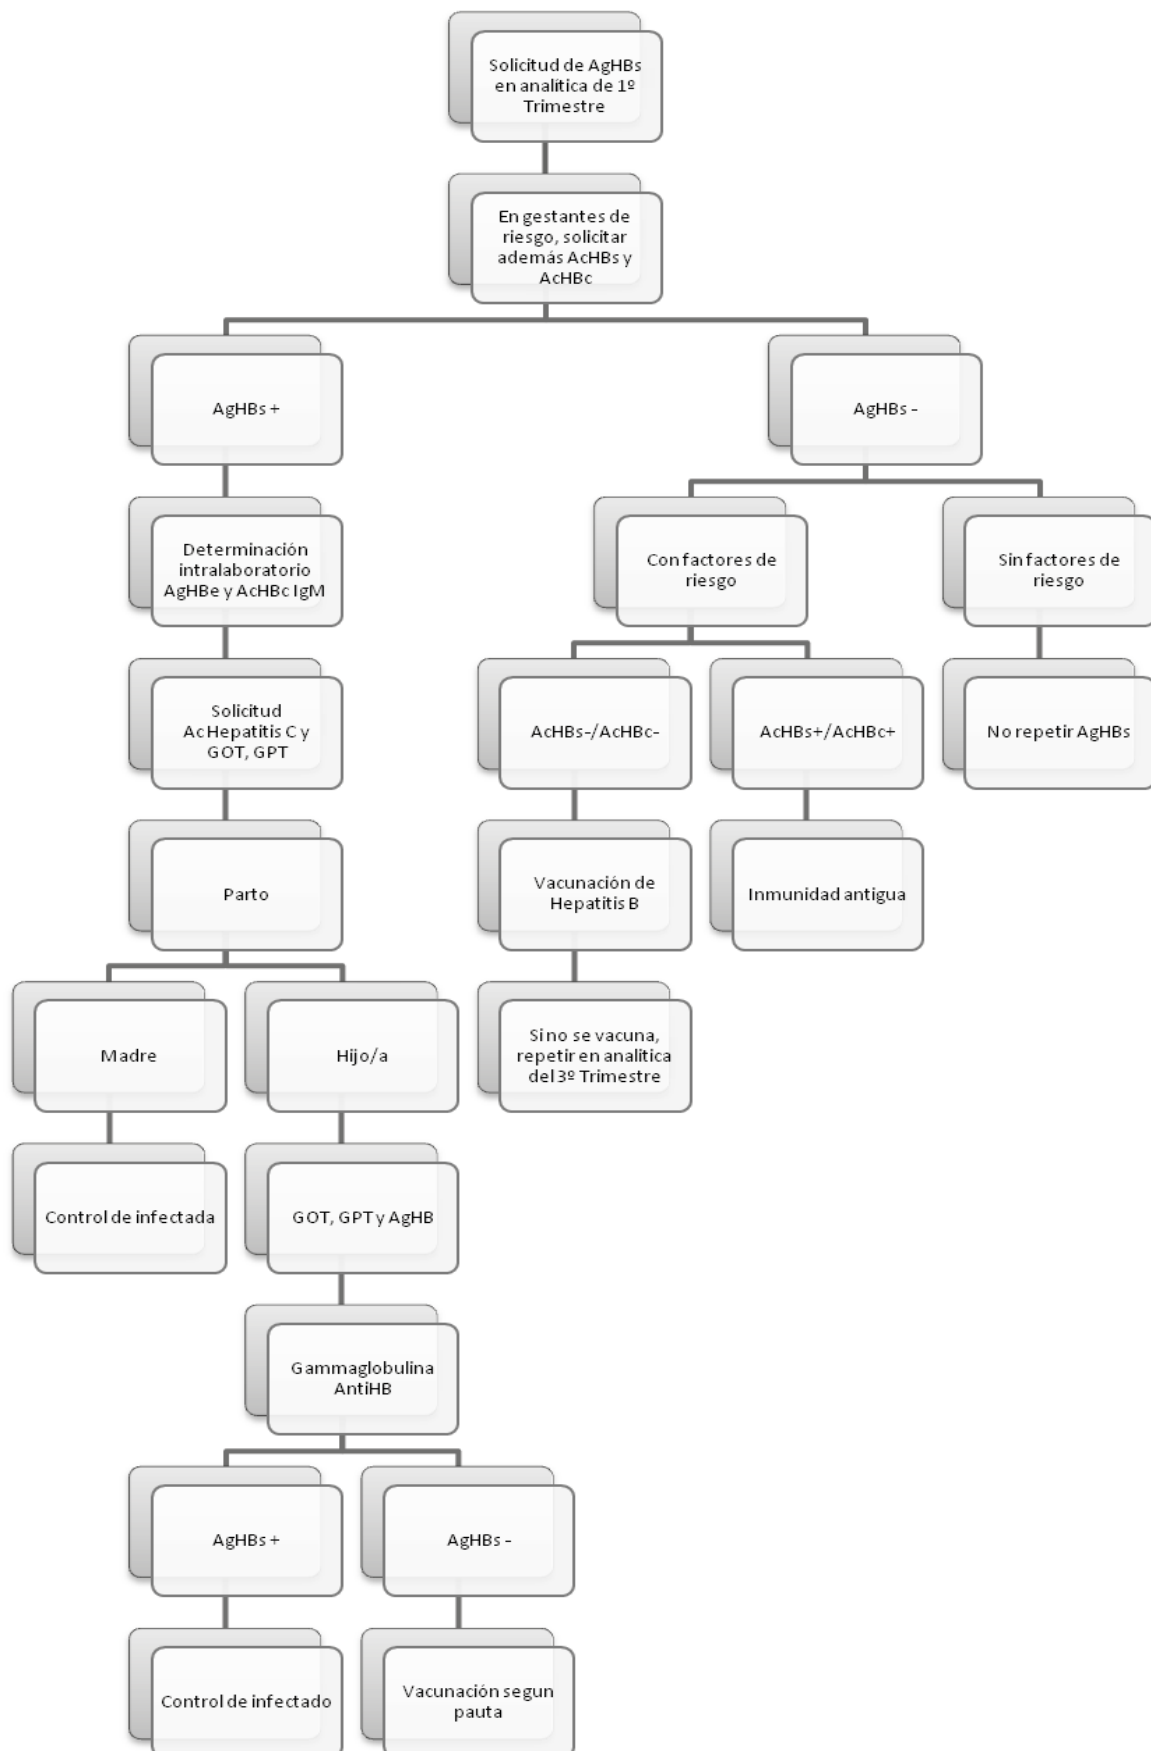 Solicitud de AgHBs
en analítica de 1º
Trimestre
En gestantes de
riesgo, solicitar
además AcHBs y
AcHBc
AgHBs +
AgHBs -
Determinación
intralaboratorio
AgHBe y AcHBc IgM
Con factores de
riesgo
Sin factores de
riesgo
Solicitud
Ac Hepatitis C y
GOT, GPT
AcHBs-/AcHBc-
AcHBs+/AcHBc+
No repetir AgHBs
Parto
Vacunación de
Hepatitis B
Inmunidad antigua
Madre
Hijo/a
Si no se vacuna,
repetir en analítica
del 3º Trimestre
Control de infectada
GOT, GPT y AgHB
Gammaglobulina
AntiHB
AgHBs +
AgHBs -
Control de infectado
Vacunación segun
pauta